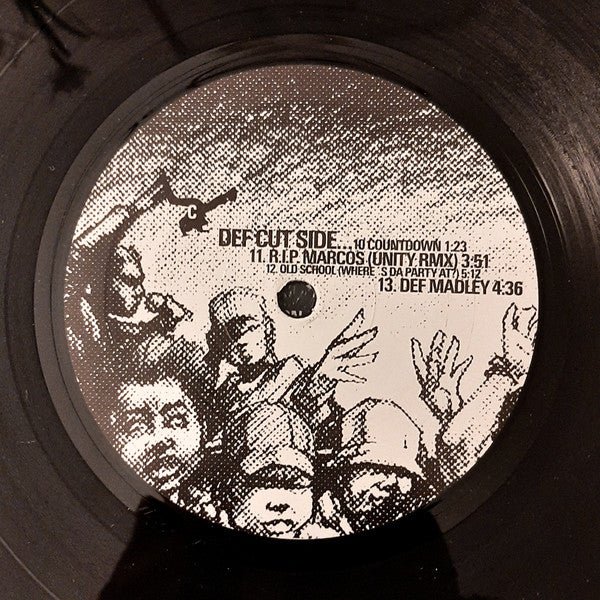 C
E
DEF CUT SIDE... 10 COUNTDOWN 1:23
11. R.I.P. MARCOS (UNITY RMX) 3:51
12. OLD SCHOOL (WHERE´S DA PARTY AT?) 5:12
13. DEF MADLEY 4:36